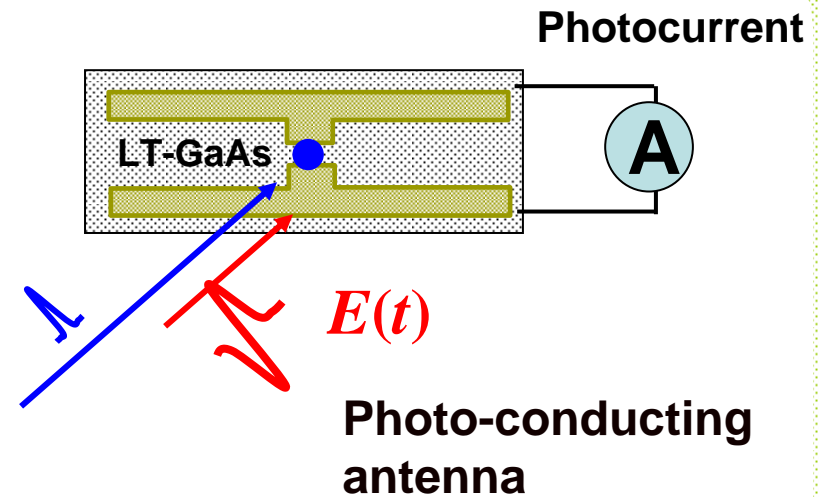 Photocurrent
LT-GaAs
A
E(t)
Photo-conducting
antenna